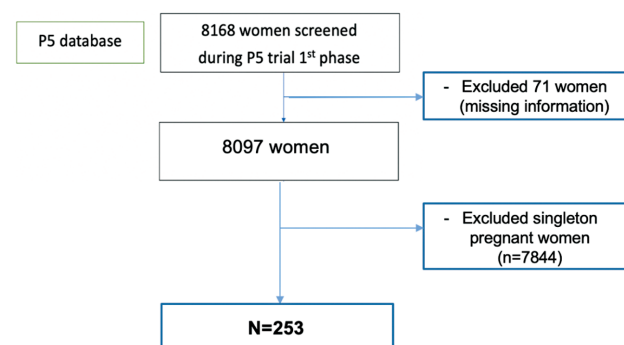 P5 database
8168 women screened
during P5 trial 1st phase
- Excluded 71 women
(missing information)
8097 women
- Excluded singleton
pregnant women
(n=7844)
N=253